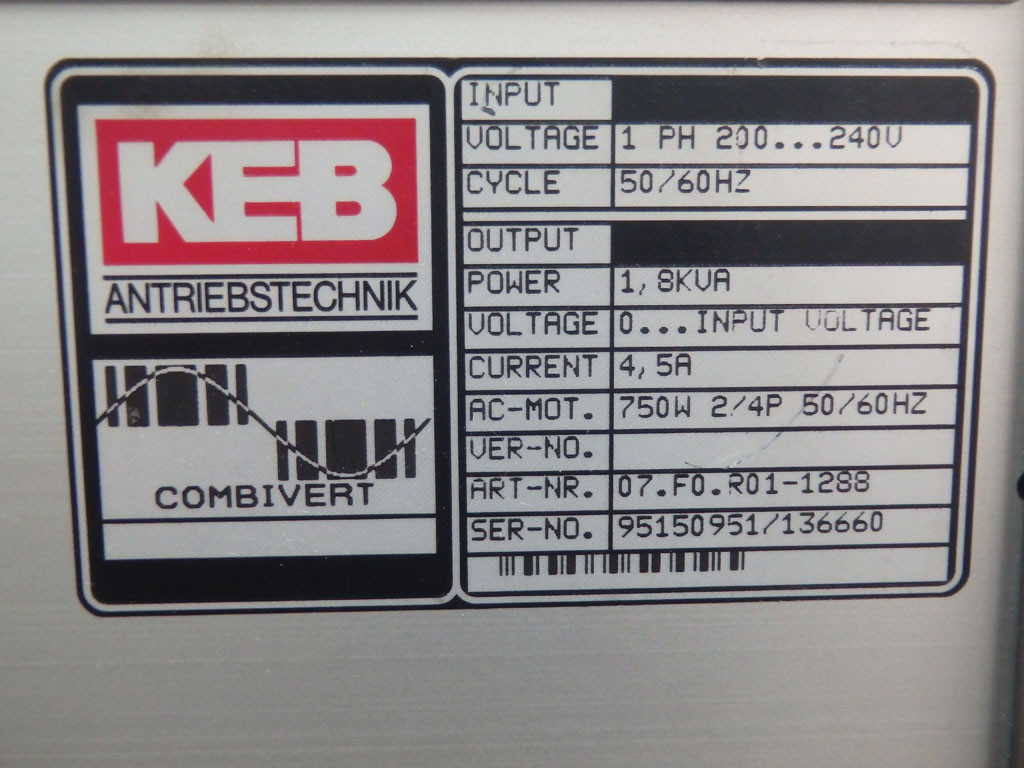 KEB
ANTRIEBSTECHNIK
COMBIVERT
INPUT
VOLTAGE 1 PH 200...240V
CYCLE 50/60HZ
OUTPUT
POWER 1,8KVA
VOLTAGE 0...INPUT VOLTAGE
CURRENT 4,5A
AC-MOT. 750W 2/4P 50/60HZ
VER-NO.
ART-NR. 07.F0.R01-1288
SER-NO. 95150951/136660